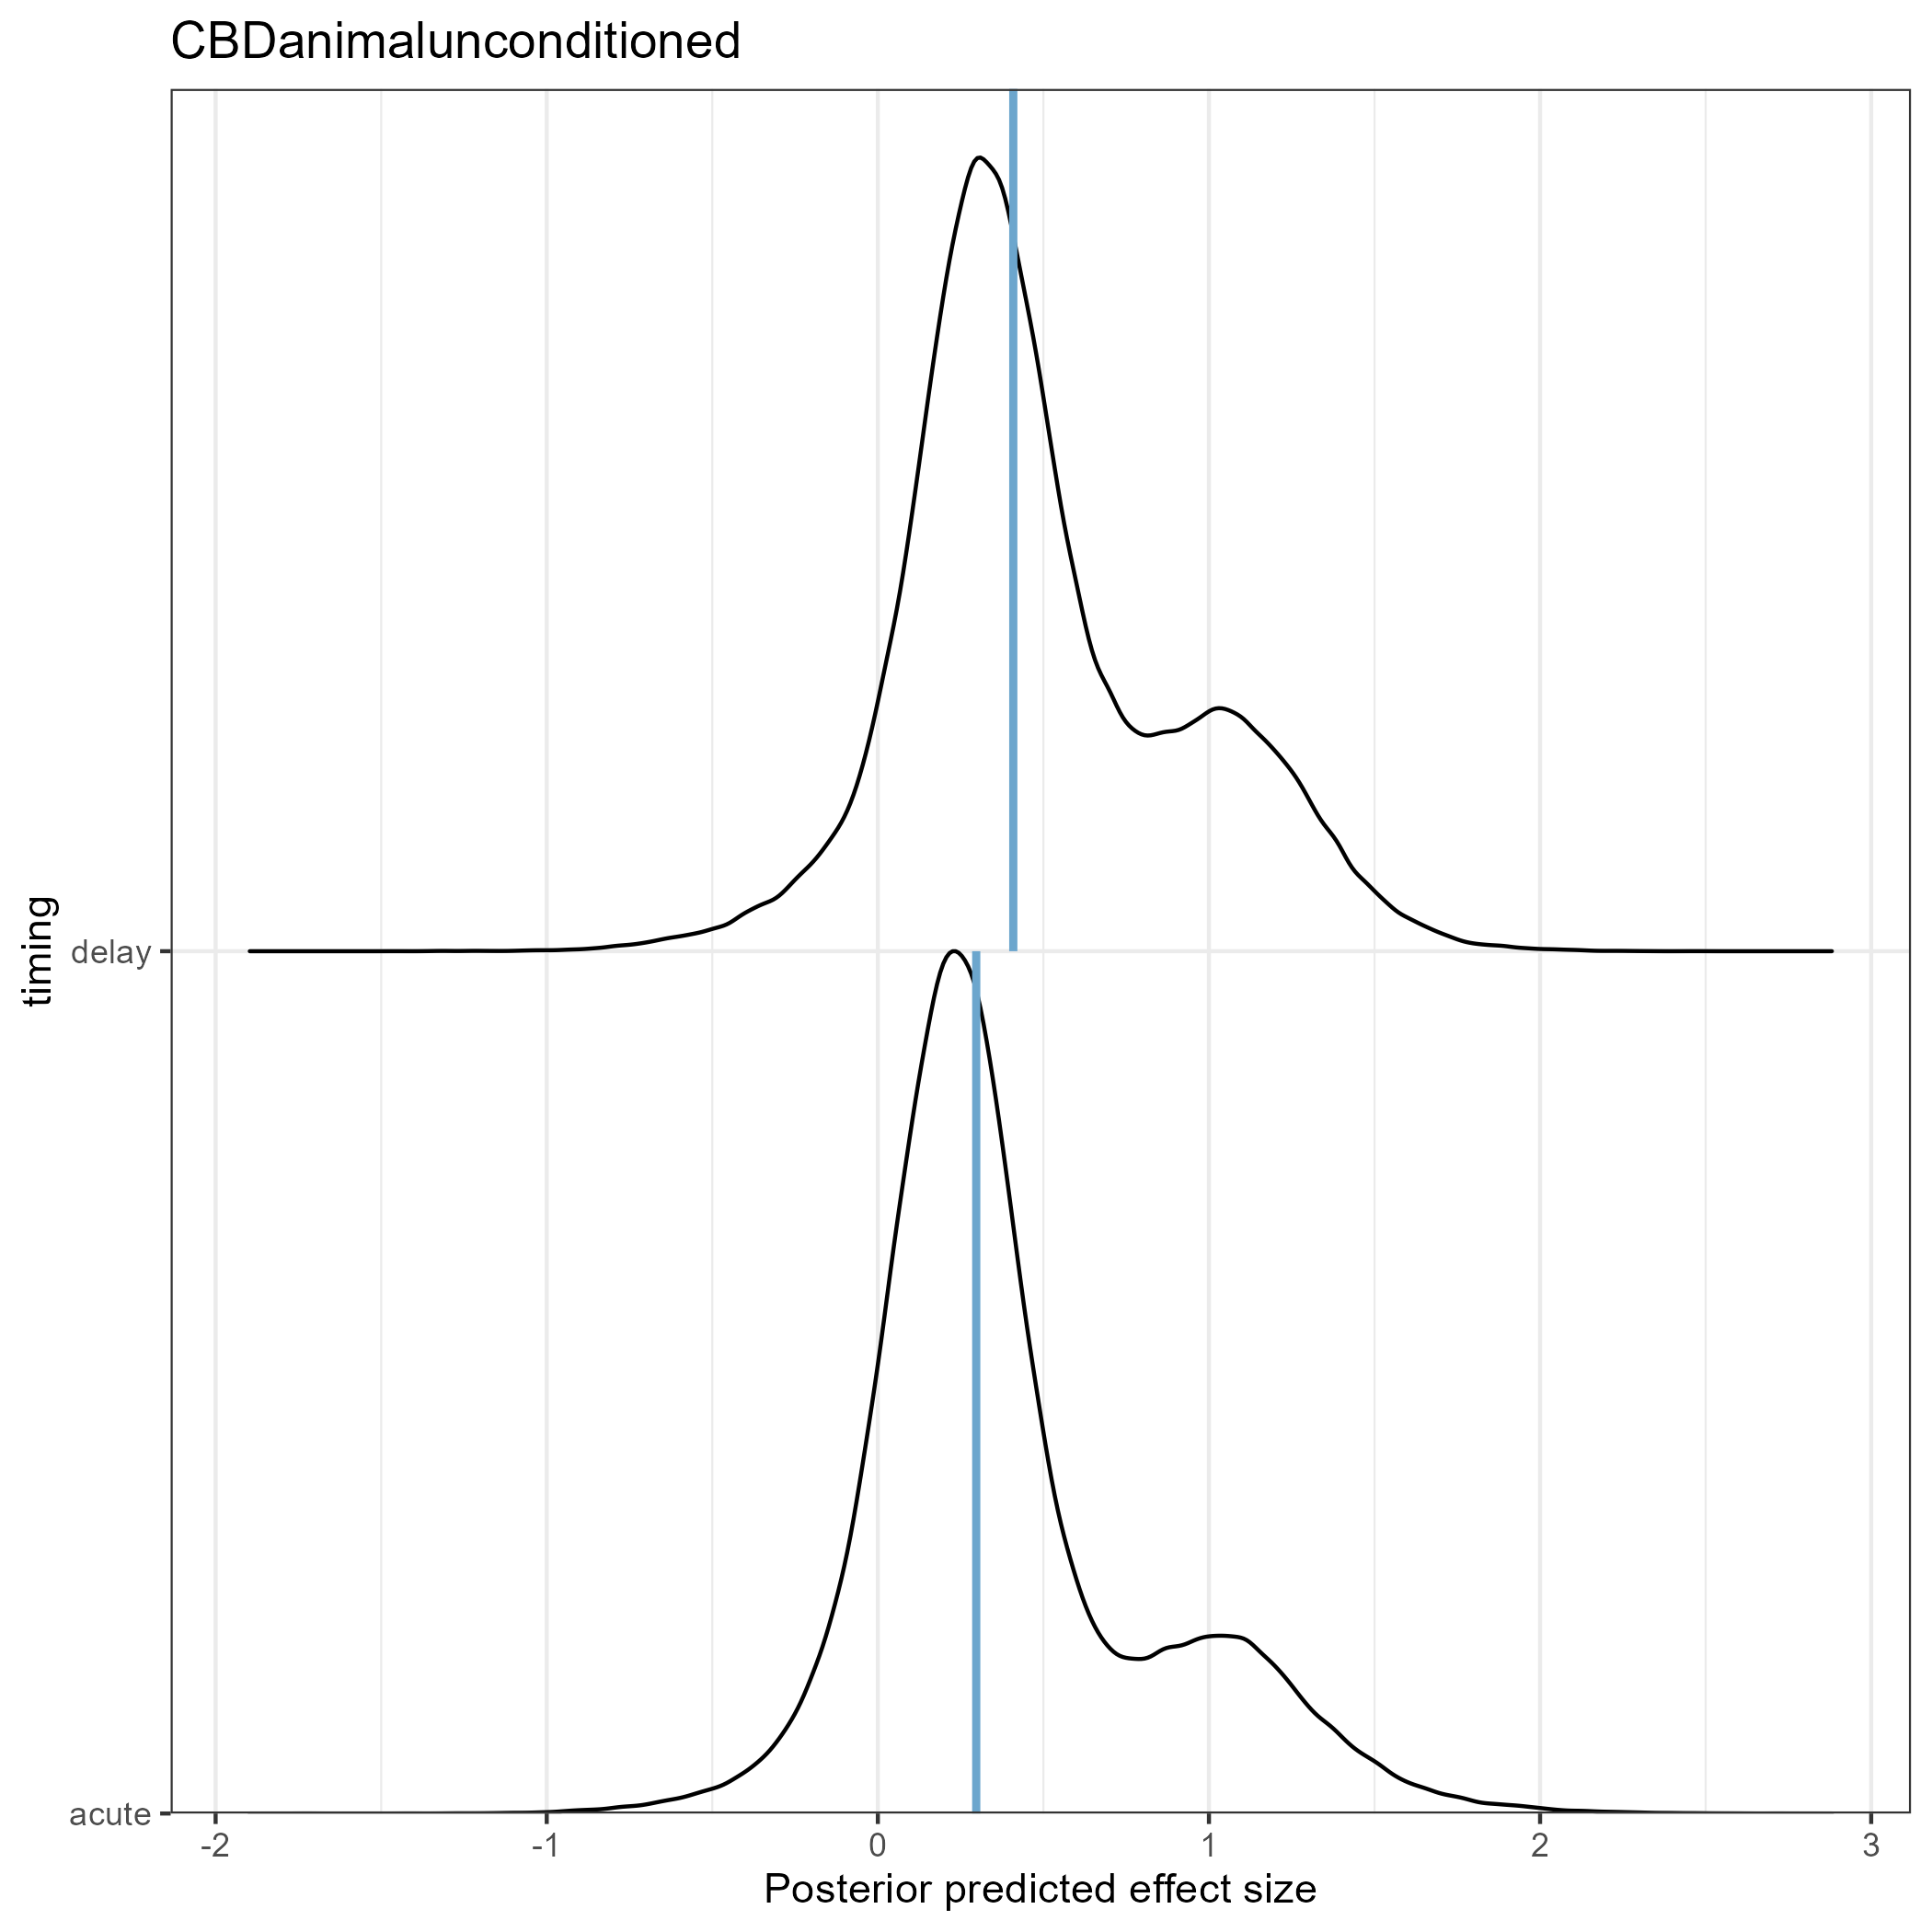 CBDanimalunconditioned
timing
delay
acute
-2 -1 0 1 2 3
Posterior predicted effect size